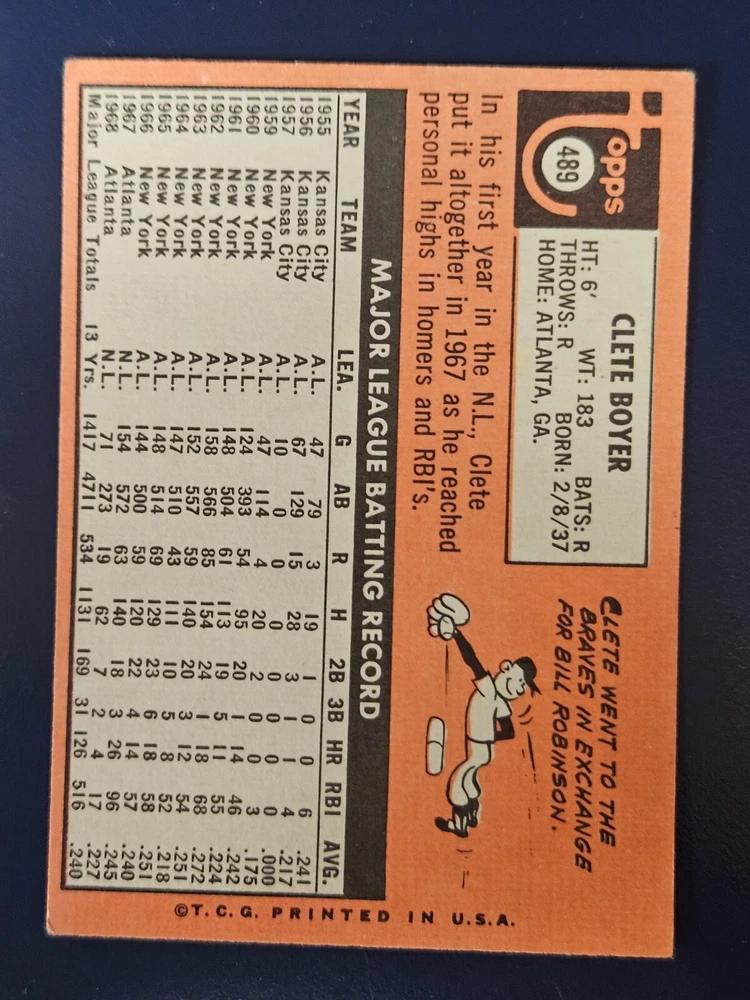 Topps
489
CLETE BOYER
HT: 6' WT: 183 BATS: R
THROWS: R BORN: 2/8/37
HOME: ATLANTA, GA.
CLETE WENT TO THE
BRAVES IN EXCHANGE
FOR BILL ROBINSON.
In his first year in the N.L., Clete
put it altogether in 1967 as he reached
personal highs in homers and RBI's.
MAJOR LEAGUE BATTING RECORD
YEAR TEAM LEA. G AB R H 2B 3B HR RBI AVG.
1955 Kansas City A.L. 47 79 3 19 1 0 0 6 .241
1956 Kansas City A.L. 67 129 15 28 3 1 1 4 .217
1957 Kansas City A.L. 10 0 0 0 0 0 0 0 .000
1959 New York A.L. 47 114 4 20 2 0 0 3 .175
1960 New York A.L. 124 393 54 95 20 1 14 46 .242
1961 New York A.L. 148 504 61 113 19 5 11 55 .224
1962 New York A.L. 158 566 85 154 24 1 18 68 .272
1963 New York A.L. 152 557 59 140 20 3 12 54 .251
1964 New York A.L. 147 510 43 111 10 5 8 52 .218
1965 New York A.L. 148 514 69 129 23 6 18 58 .251
1966 New York A.L. 144 500 59 120 22 4 14 57 .240
1967 Atlanta N.L. 154 572 63 140 18 3 26 96 .245
1968 Atlanta N.L. 71 273 19 62 7 2 4 17 .227
Major League Totals 13 Yrs. 1417 4711 534 1131 169 31 126 516 .240
©T.C.G. PRINTED IN U.S.A.